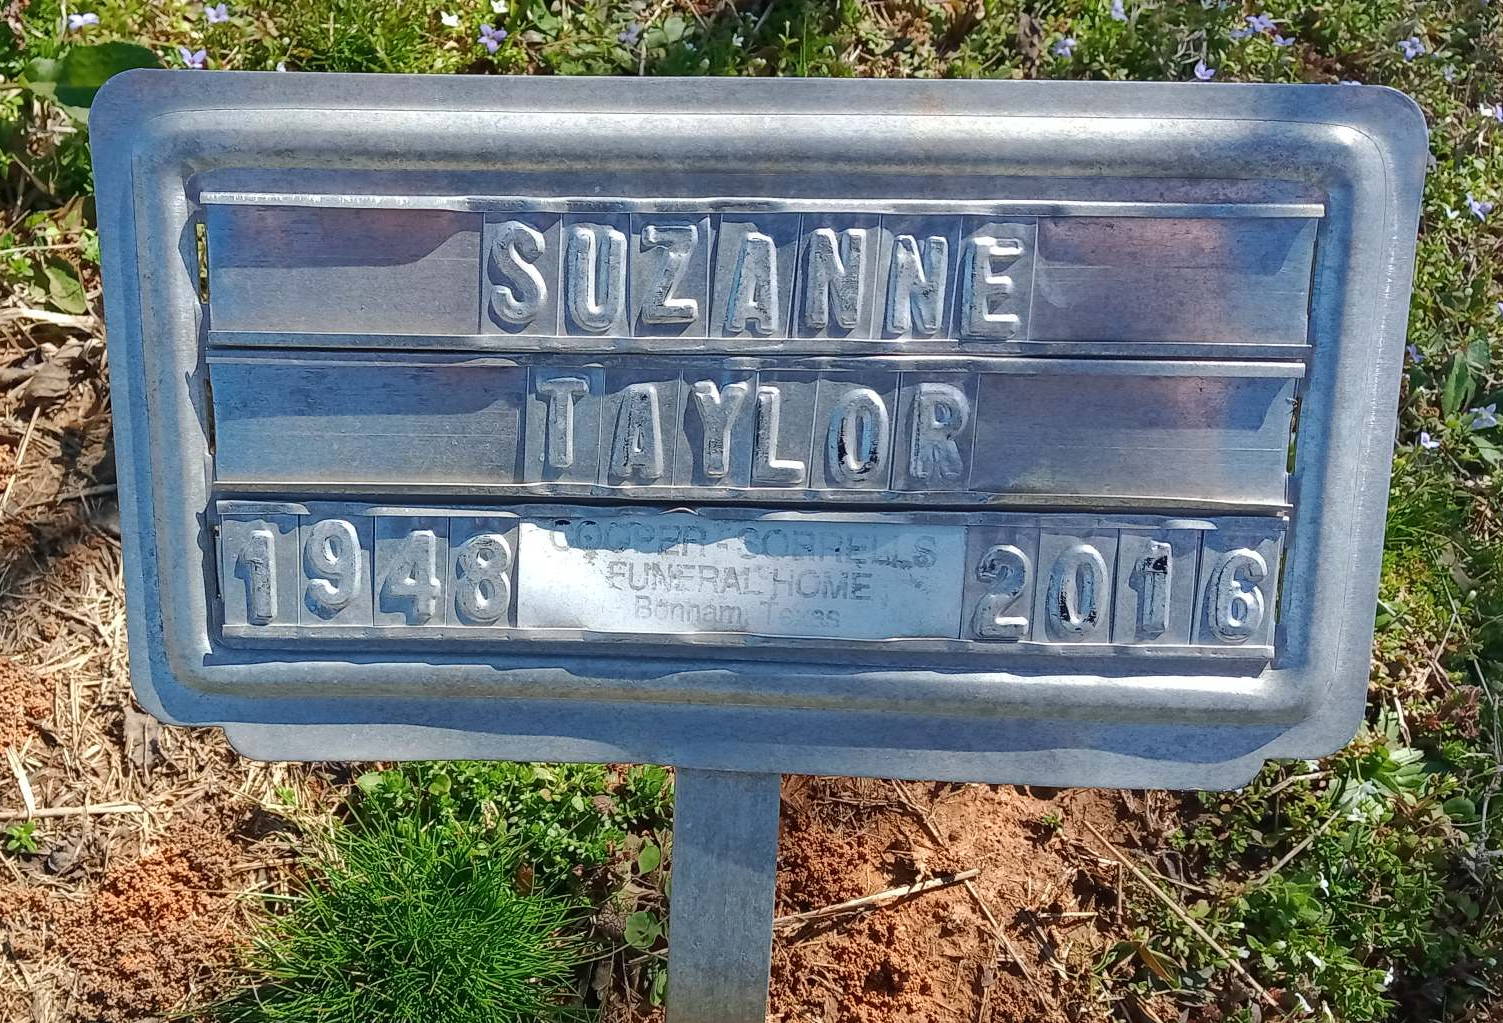 SUZANNE
TAYLOR
1948 2016
COOPER - SORRELLS
FUNERAL HOME
Bonham, Texas